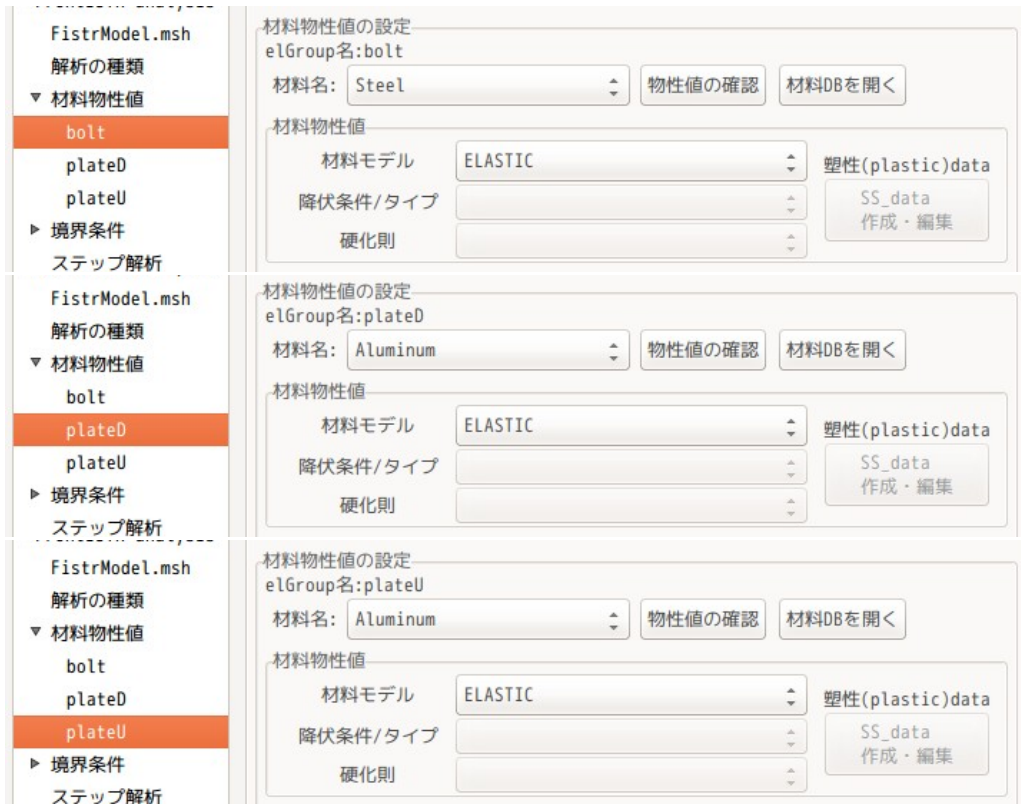 FistrModel.msh
解析の種類
材料物性値
bolt
plateD
plateU
境界条件
ステップ解析
材料物性値の設定
elGroup名:bolt
材料名: Steel 物性値の確認 材料DBを開く
材料物性値
材料モデル ELASTIC 塑性(plastic)data
降伏条件/タイプ SS_data
作成・編集
硬化則
FistrModel.msh
解析の種類
材料物性値
bolt
plateD
plateU
境界条件
ステップ解析
材料物性値の設定
elGroup名:plateD
材料名: Aluminum 物性値の確認 材料DBを開く
材料物性値
材料モデル ELASTIC 塑性(plastic)data
降伏条件/タイプ SS_data
作成・編集
硬化則
FistrModel.msh
解析の種類
材料物性値
bolt
plateD
plateU
境界条件
ステップ解析
材料物性値の設定
elGroup名:plateU
材料名: Aluminum 物性値の確認 材料DBを開く
材料物性値
材料モデル ELASTIC 塑性(plastic)data
降伏条件/タイプ SS_data
作成・編集
硬化則